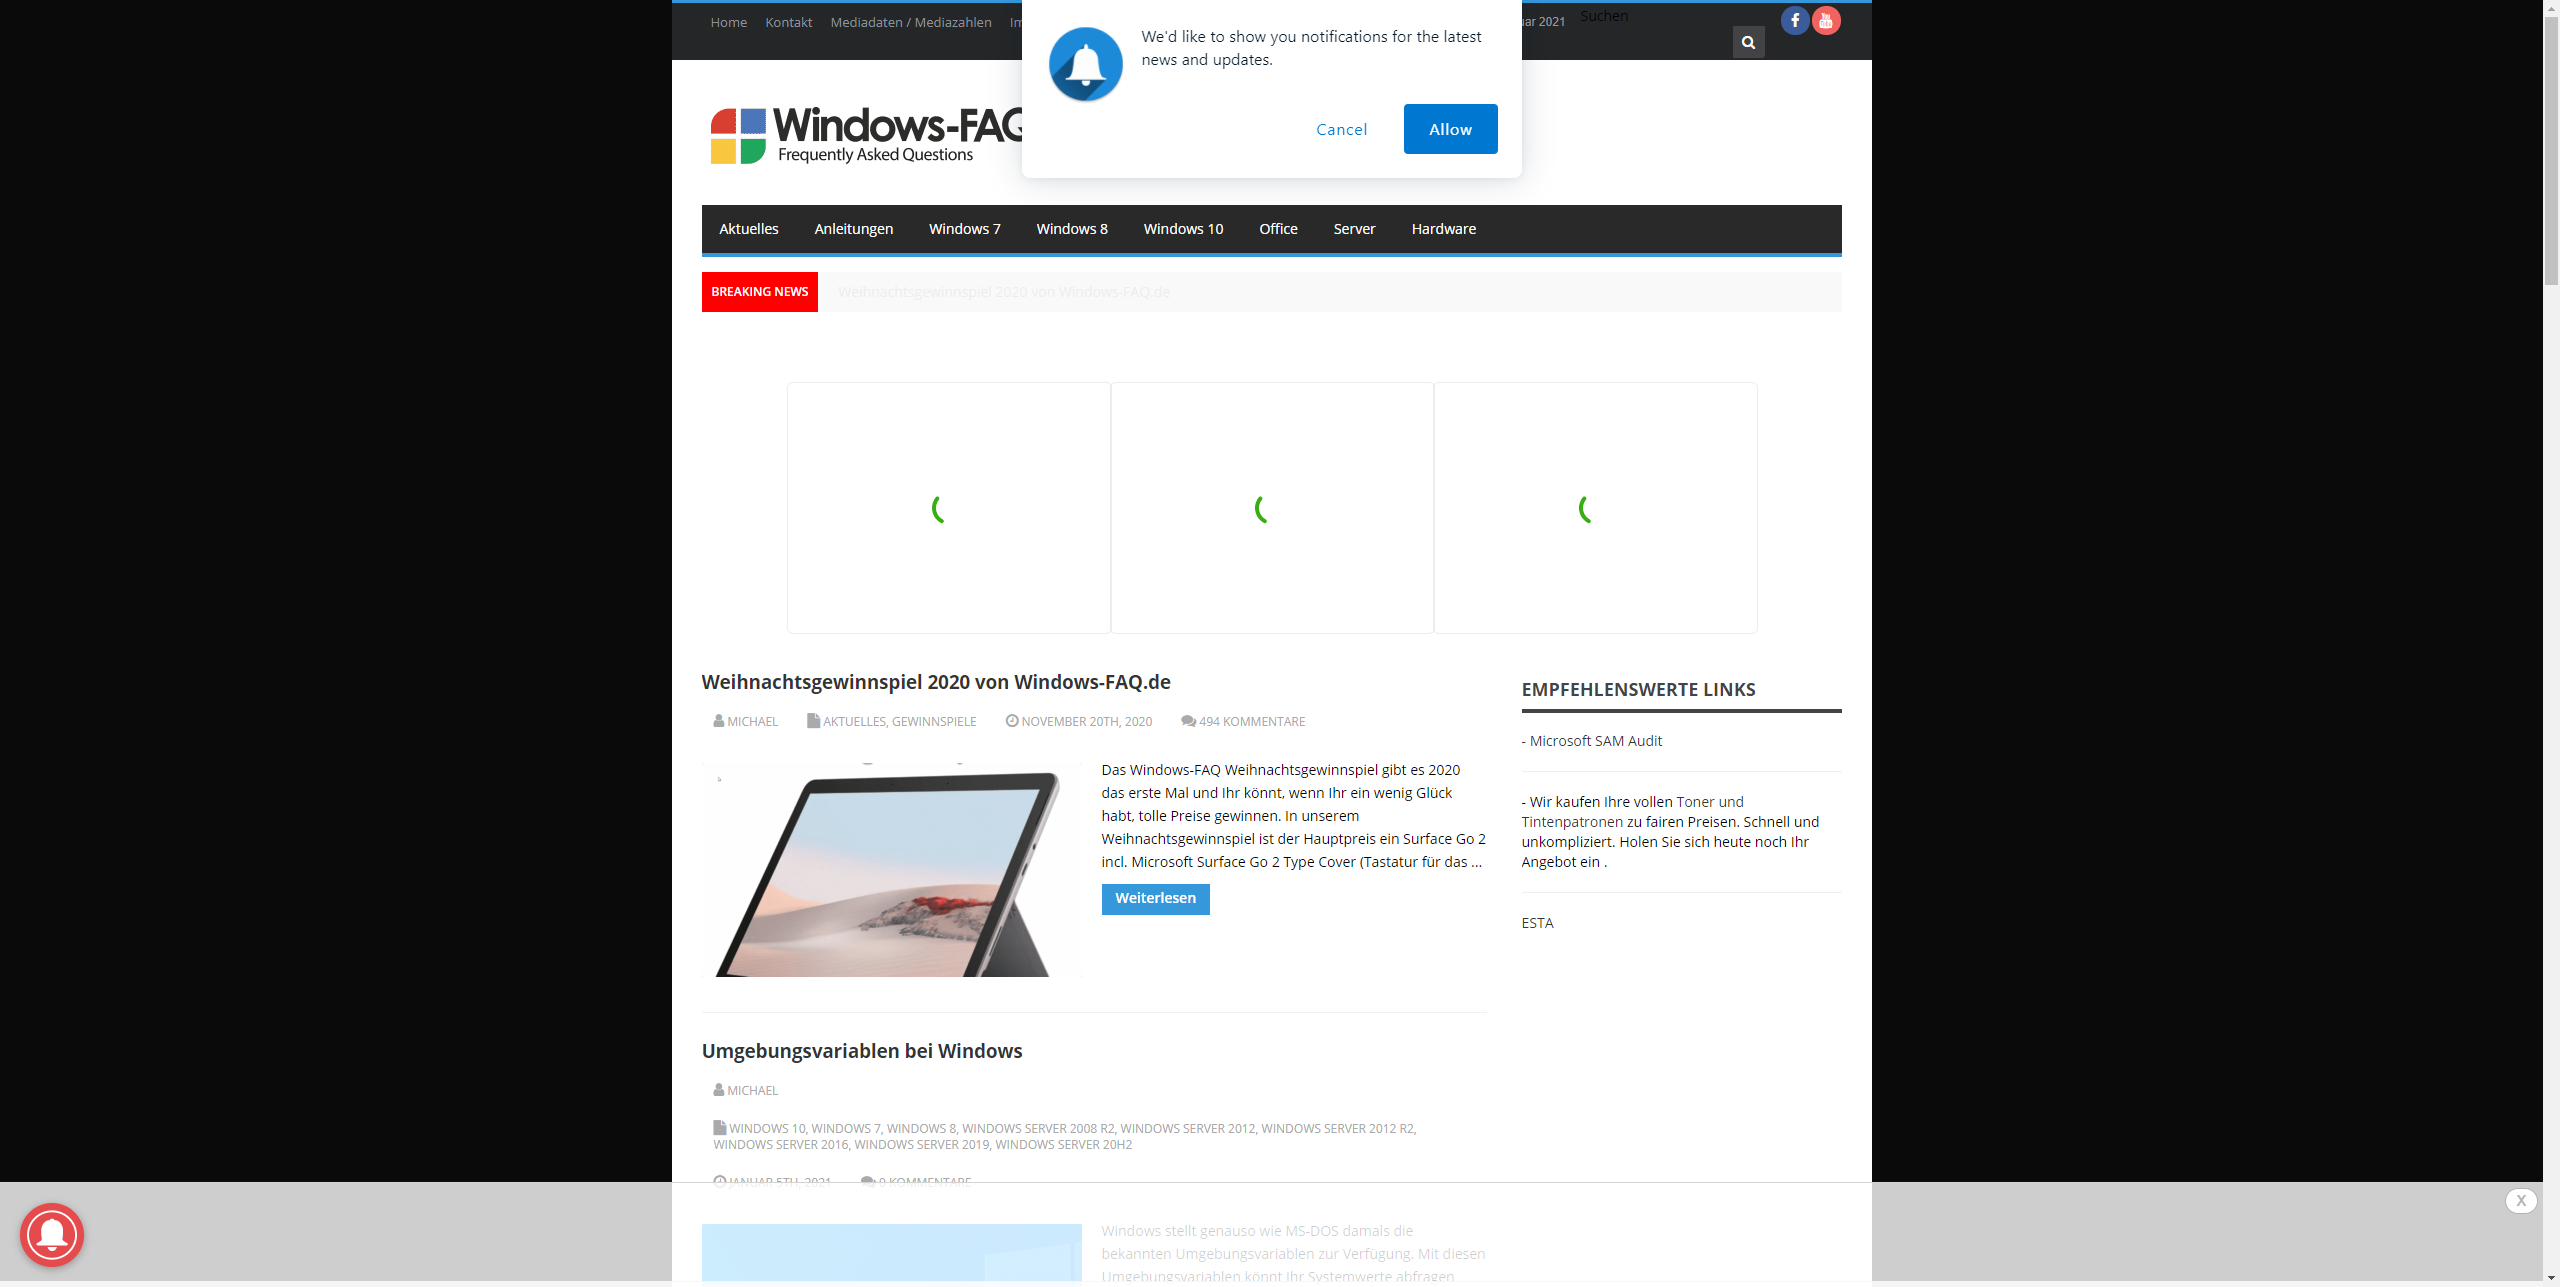 Home Kontakt Mediadaten / Mediazahlen
2021 Suchen
We'd like to show you notifications for the latest
news and updates.
Cancel Allow
Windows-FAQ
Frequently Asked Questions
Aktuelles Anleitungen Windows 7 Windows 8 Windows 10 Office Server Hardware
BREAKING NEWS Weihnachtsgewinnspiel 2020 von Windows-FAQ.de
Weihnachtsgewinnspiel 2020 von Windows-FAQ.de
MICHAEL AKTUELLES, GEWINNSPIELE NOVEMBER 20TH, 2020 494 KOMMENTARE
Das Windows-FAQ Weihnachtsgewinnspiel gibt es 2020
das erste Mal und Ihr könnt, wenn Ihr ein wenig Glück
habt, tolle Preise gewinnen. In unserem
Weihnachtsgewinnspiel ist der Hauptpreis ein Surface Go 2
incl. Microsoft Surface Go 2 Type Cover (Tastatur für das ...
Weiterlesen
EMPFEHLENSWERTE LINKS
- Microsoft SAM Audit
- Wir kaufen Ihre vollen Toner und
Tintenpatronen zu fairen Preisen. Schnell und
unkompliziert. Holen Sie sich heute noch Ihr
Angebot ein .
ESTA
Umgebungsvariablen bei Windows
MICHAEL
WINDOWS 10, WINDOWS 7, WINDOWS 8, WINDOWS SERVER 2008 R2, WINDOWS SERVER 2012, WINDOWS SERVER 2012 R2,
WINDOWS SERVER 2016, WINDOWS SERVER 2019, WINDOWS SERVER 20H2
JANUAR 5TH, 2021 0 KOMMENTARE
X
Windows stellt genauso wie MS-DOS damals die
bekannten Umgebungsvariablen zur Verfügung. Mit diesen
Umgebungsvariablen könnt Ihr Systemwerte abfragen